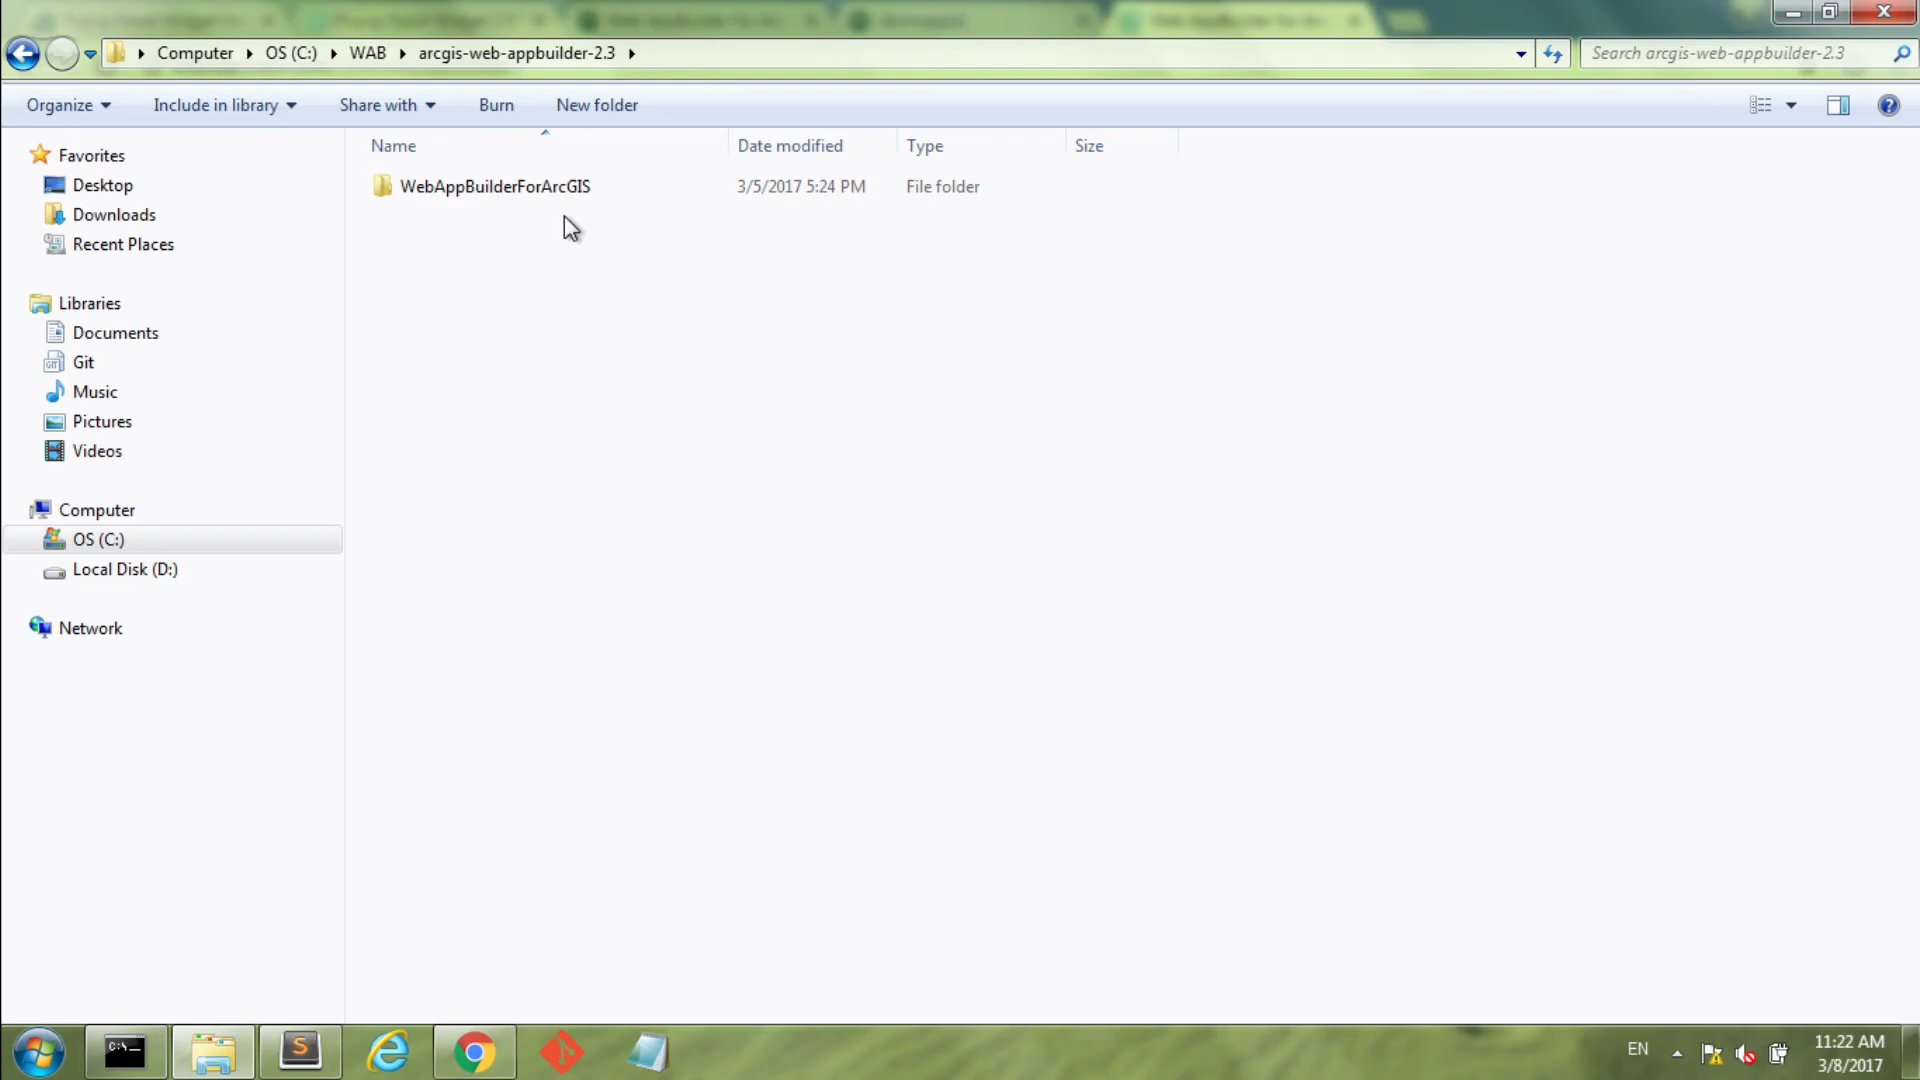 Computer OS (C:) WAB arcgis-web-appbuilder-2.3
Search arcgis-web-appbuilder-2.3
Organize Include in library Share with Burn New folder
Name Date modified Type Size
WebAppBuilderForArcGIS 3/5/2017 5:24 PM File folder
Favorites
Desktop
Downloads
Recent Places
Libraries
Documents
Git
Music
Pictures
Videos
Computer
OS (C:)
Local Disk (D:)
Network
EN
11:22 AM
3/8/2017